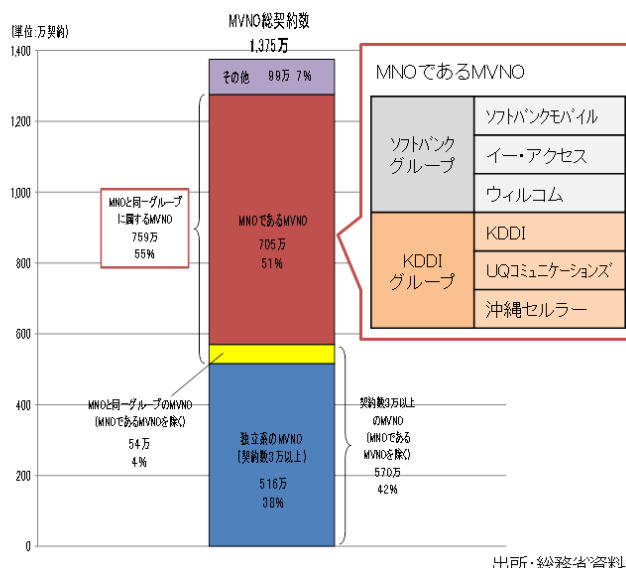 (単位:万契約)
MVNO総契約数
1,375万
1,400
1,200
1,000
800
600
400
200
0
その他 99万 7%
MNOであるMVNO
705万
51%
独立系のMVNO
(契約数3万以上)
516万
38%
MNOと同一グループ
に属するMVNO
759万
55%
MNOと同一グループのMVNO
(MNOであるMVNOを除く)
54万
4%
契約数3万以上
のMVNO
(MNOである
MVNOを除く)
570万
42%
MNOであるMVNO
ソフトバンク
グループ
ソフトバンクモバイル
イー・アクセス
ウィルコム
KDDI
グループ
KDDI
UQコミュニケーションズ
沖縄セルラー
出所・総務省資料